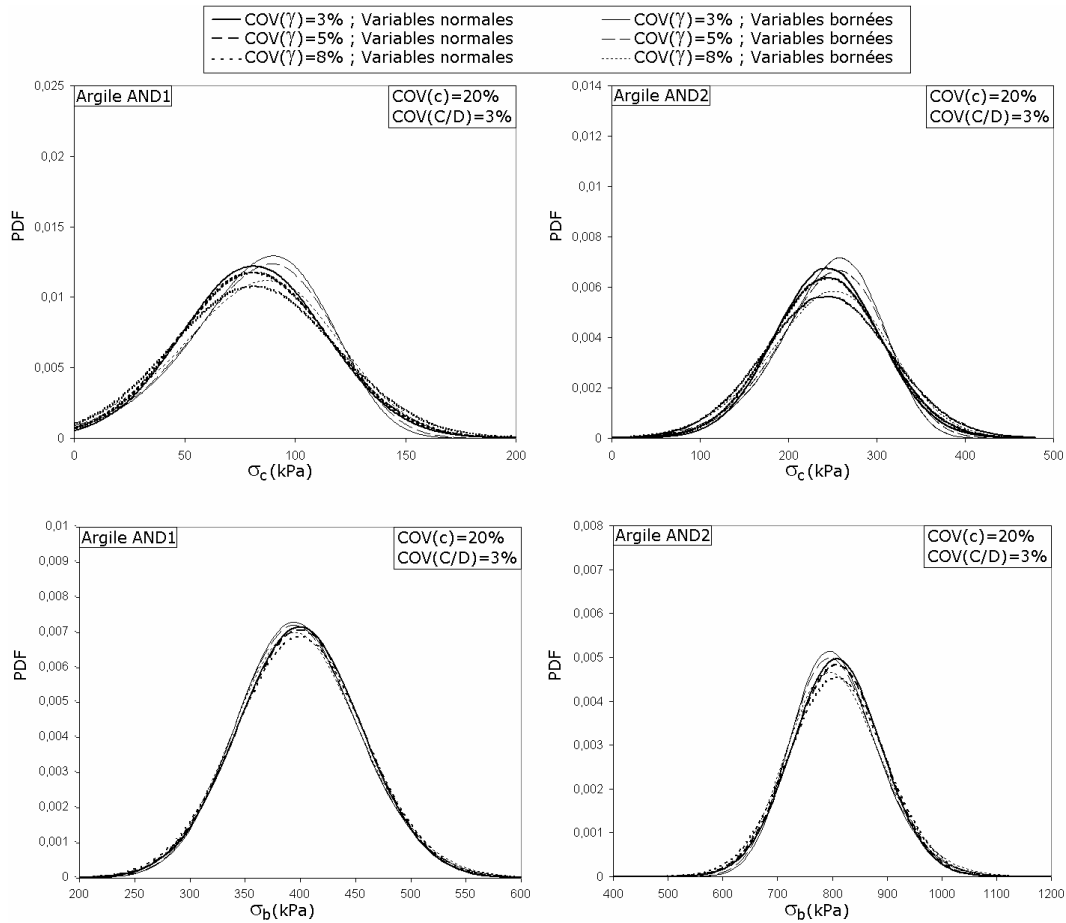 COV(γ)=3% ; Variables normales
COV(γ)=3% ; Variables bornées
COV(γ)=5% ; Variables normales
COV(γ)=5% ; Variables bornées
COV(γ)=8% ; Variables normales
COV(γ)=8% ; Variables bornées
Argile AND1
COV(c)=20%
COV(C/D)=3%
0,025
0,02
0,015
0,01
0,005
0
PDF
0 50 100 150 200
σc(kPa)
Argile AND2
COV(c)=20%
COV(C/D)=3%
0,014
0,012
0,01
0,008
0,006
0,004
0,002
0
PDF
0 100 200 300 400 500
σc(kPa)
Argile AND1
COV(c)=20%
COV(C/D)=3%
0,01
0,009
0,008
0,007
0,006
0,005
0,004
0,003
0,002
0,001
0
PDF
200 250 300 350 400 450 500 550 600
σb(kPa)
Argile AND2
COV(c)=20%
COV(C/D)=3%
0,008
0,007
0,006
0,005
0,004
0,003
0,002
0,001
0
PDF
400 500 600 700 800 900 1000 1100 1200
σb(kPa)